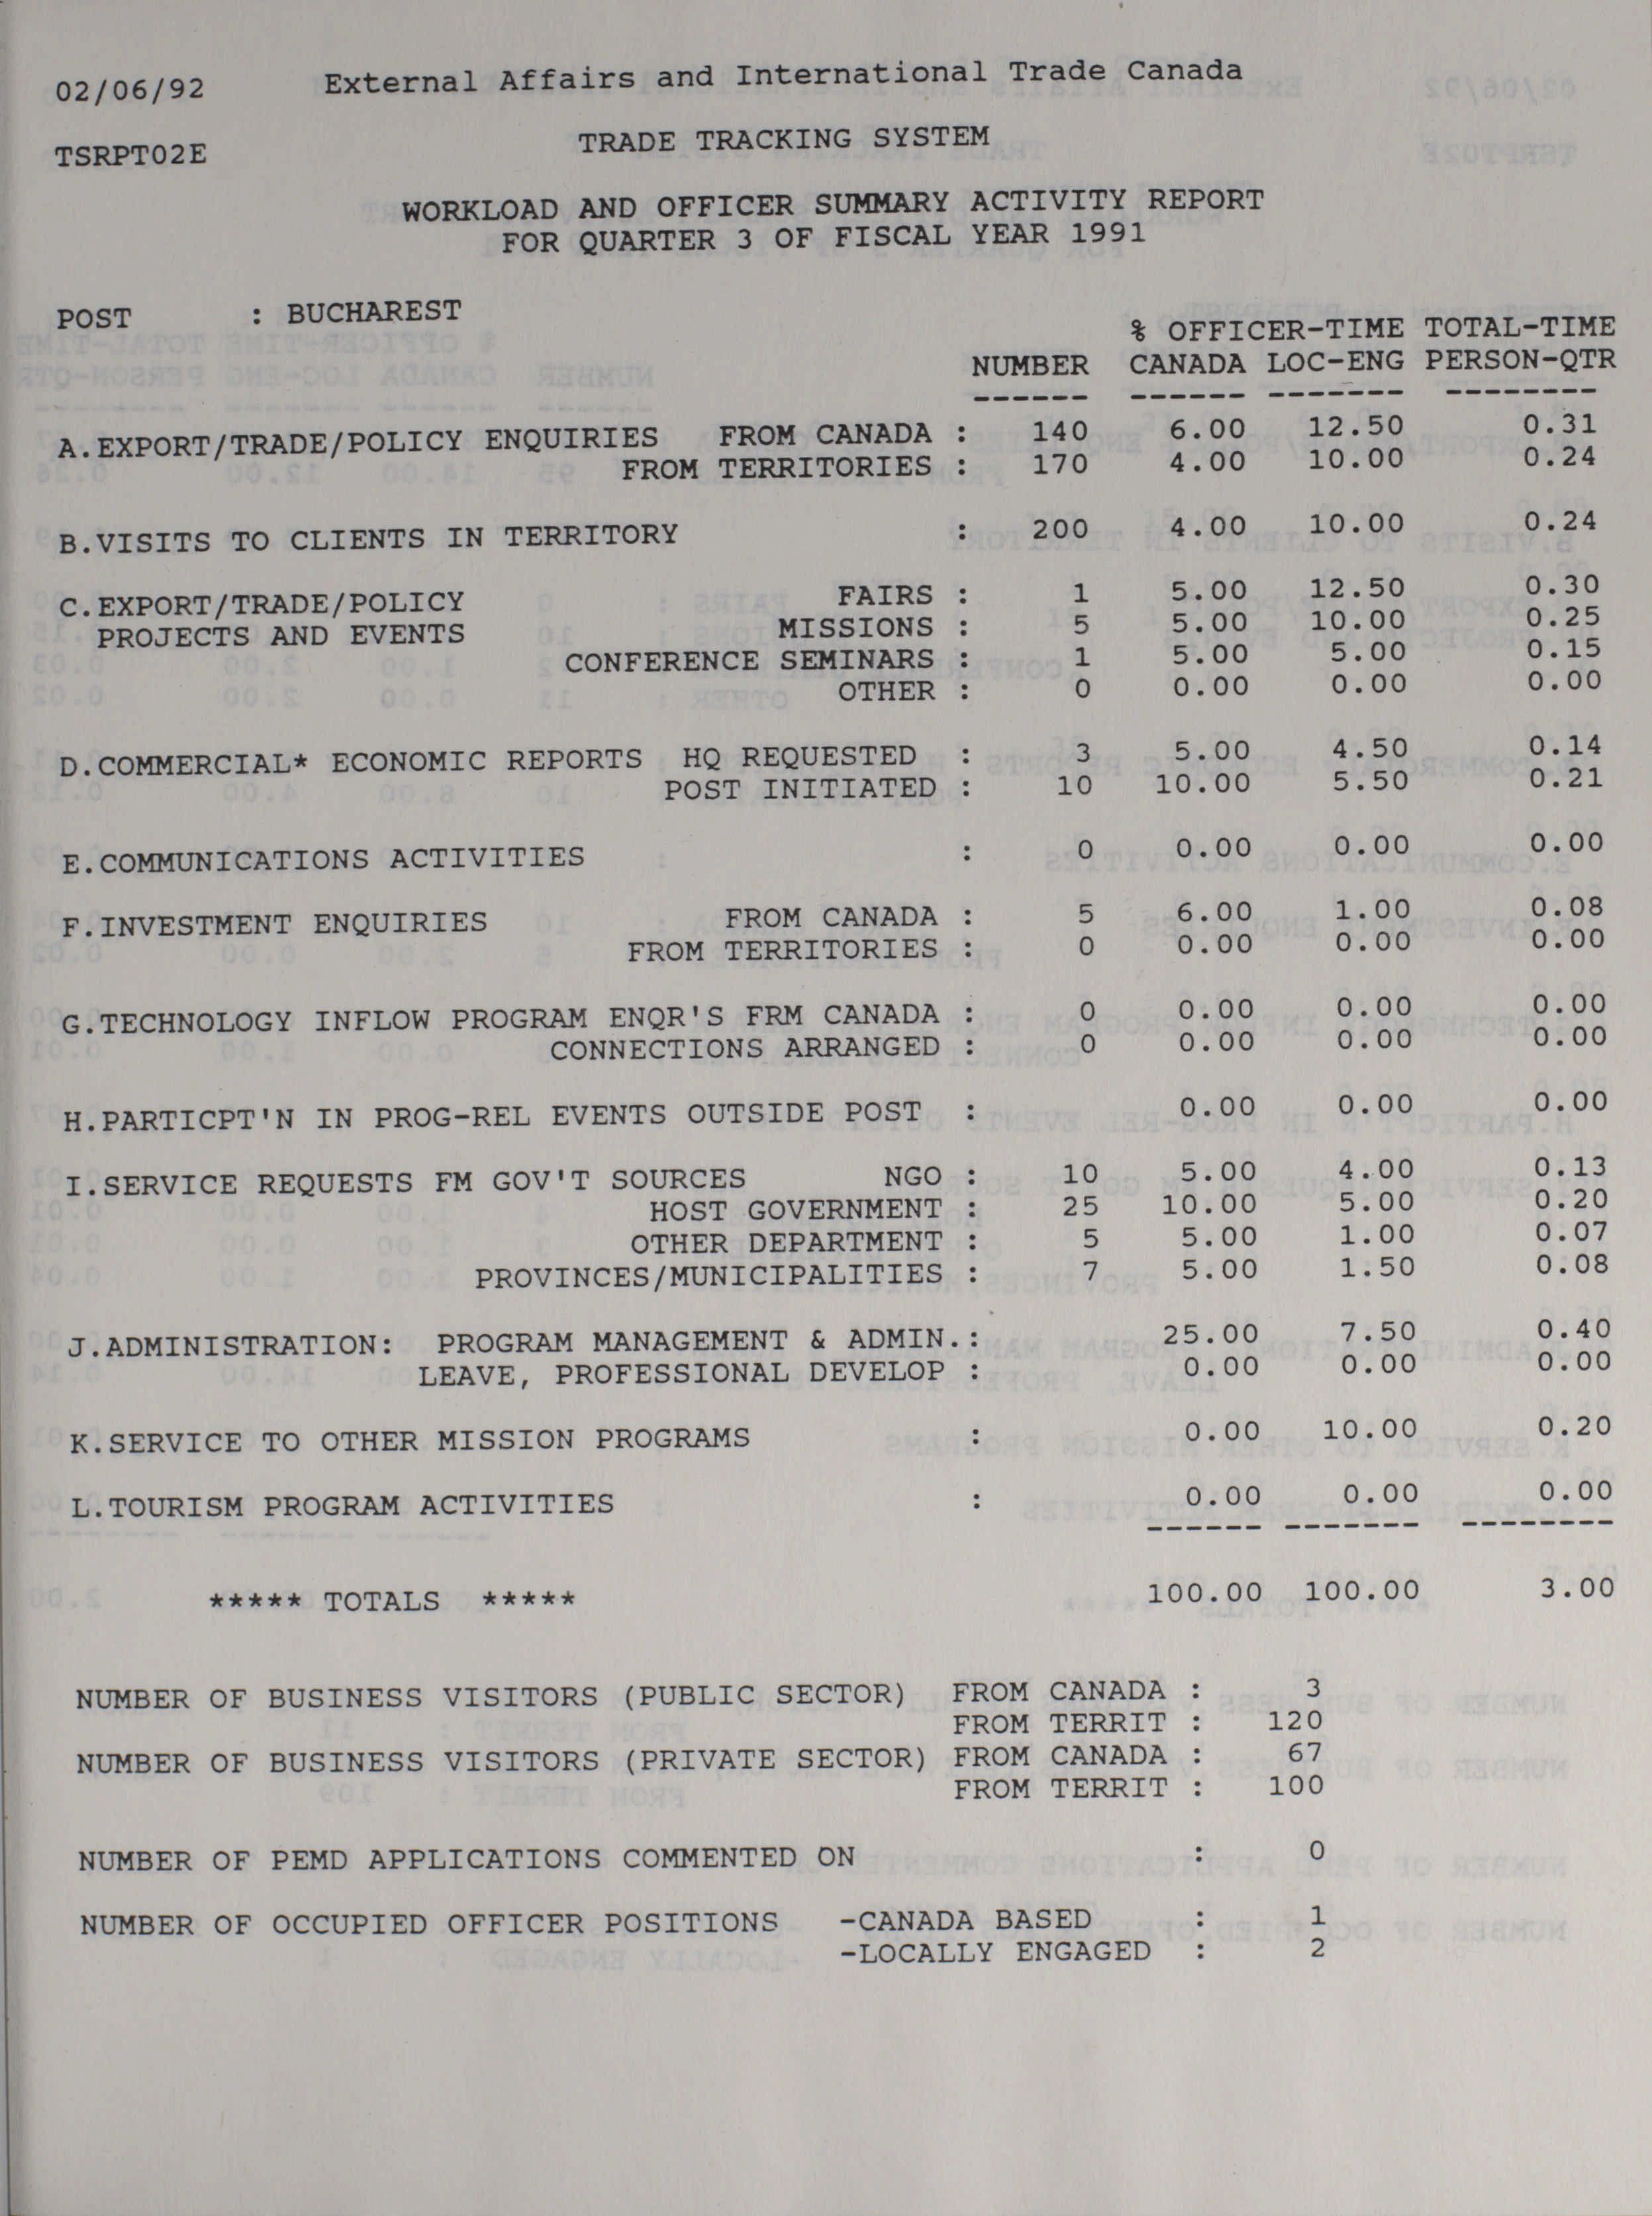 02/06/92 External Affairs and International Trade Canada
TSRPT02E TRADE TRACKING SYSTEM
WORKLOAD AND OFFICER SUMMARY ACTIVITY REPORT
FOR QUARTER 3 OF FISCAL YEAR 1991
POST : BUCHAREST
% OFFICER-TIME TOTAL-TIME
NUMBER CANADA LOC-ENG PERSON-QTR
------ ------ ------- --------
A.EXPORT/TRADE/POLICY ENQUIRIES FROM CANADA : 140 6.00 12.50 0.31
FROM TERRITORIES : 170 4.00 10.00 0.24
B.VISITS TO CLIENTS IN TERRITORY : 200 4.00 10.00 0.24
C.EXPORT/TRADE/POLICY FAIRS : 1 5.00 12.50 0.30
PROJECTS AND EVENTS MISSIONS : 5 5.00 10.00 0.25
CONFERENCE SEMINARS : 1 5.00 5.00 0.15
OTHER : 0 0.00 0.00 0.00
D.COMMERCIAL* ECONOMIC REPORTS HQ REQUESTED : 3 5.00 4.50 0.14
POST INITIATED : 10 10.00 5.50 0.21
E.COMMUNICATIONS ACTIVITIES : 0 0.00 0.00 0.00
F.INVESTMENT ENQUIRIES FROM CANADA : 5 6.00 1.00 0.08
FROM TERRITORIES : 0 0.00 0.00 0.00
G.TECHNOLOGY INFLOW PROGRAM ENQR'S FRM CANADA : 0 0.00 0.00 0.00
CONNECTIONS ARRANGED : 0 0.00 0.00 0.00
H.PARTICPT'N IN PROG-REL EVENTS OUTSIDE POST : 0.00 0.00 0.00
I.SERVICE REQUESTS FM GOV'T SOURCES NGO : 10 5.00 4.00 0.13
HOST GOVERNMENT : 25 10.00 5.00 0.20
OTHER DEPARTMENT : 5 5.00 1.00 0.07
PROVINCES/MUNICIPALITIES : 7 5.00 1.50 0.08
J.ADMINISTRATION: PROGRAM MANAGEMENT & ADMIN.: 25.00 7.50 0.40
LEAVE, PROFESSIONAL DEVELOP : 0.00 0.00 0.00
K.SERVICE TO OTHER MISSION PROGRAMS : 0.00 10.00 0.20
L.TOURISM PROGRAM ACTIVITIES : 0.00 0.00 0.00
------ ------- --------
***** TOTALS ***** 100.00 100.00 3.00
NUMBER OF BUSINESS VISITORS (PUBLIC SECTOR) FROM CANADA : 3
FROM TERRIT : 120
NUMBER OF BUSINESS VISITORS (PRIVATE SECTOR) FROM CANADA : 67
FROM TERRIT : 100
NUMBER OF PEMD APPLICATIONS COMMENTED ON : 0
NUMBER OF OCCUPIED OFFICER POSITIONS -CANADA BASED : 1
-LOCALLY ENGAGED : 2